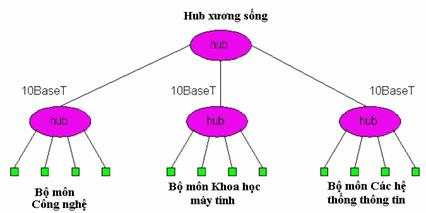 Hub xương sống
hub
10BaseT
10BaseT
10BaseT
hub
hub
hub
Bộ môn
Công nghệ
Bộ môn Khoa học
máy tính
Bộ môn Các hệ
thống thông tin